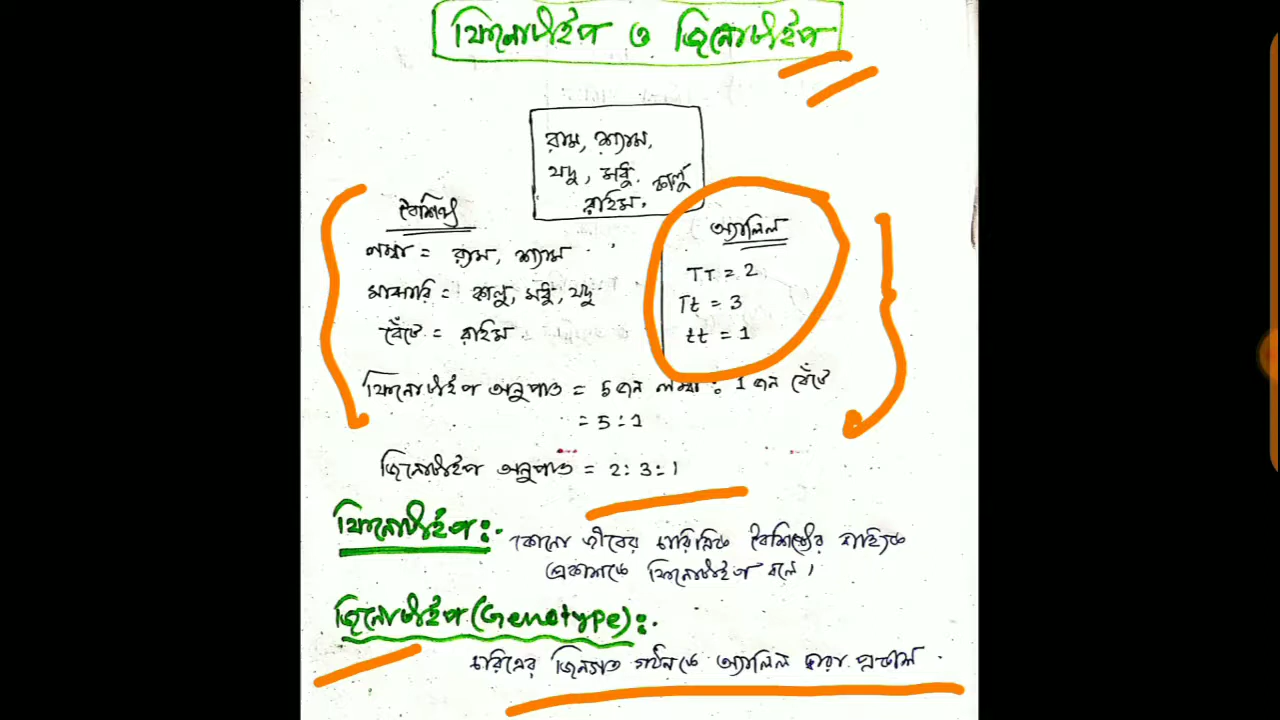 ফিনোটাইপ ও জিনোটাইপ
রাম, শ্যাম,
যদু, মধু, কালু
রাহিম,
বৈশিষ্ট্য
লম্বা = রাম, শ্যাম
মাঝারি = কালু, মধু, যদু
বেঁটে = রাহিম
অ্যালিল
TT = 2
Tt = 3
tt = 1
ফিনোটাইপ অনুপাত = 5 জন লম্বা : 1 জন বেঁটে
= 5 : 1
জিনোটাইপ অনুপাত = 2 : 3 : 1
ফিনোটাইপ :-
কোনো জীবের চারিত্রিক বৈশিষ্ট্যের বাহ্যিক
প্রকাশকে ফিনোটাইপ বলে।
জিনোটাইপ (Genotype) :-
চরিত্রের জিনগত গঠনকে অ্যালিল দ্বারা প্রকাশ